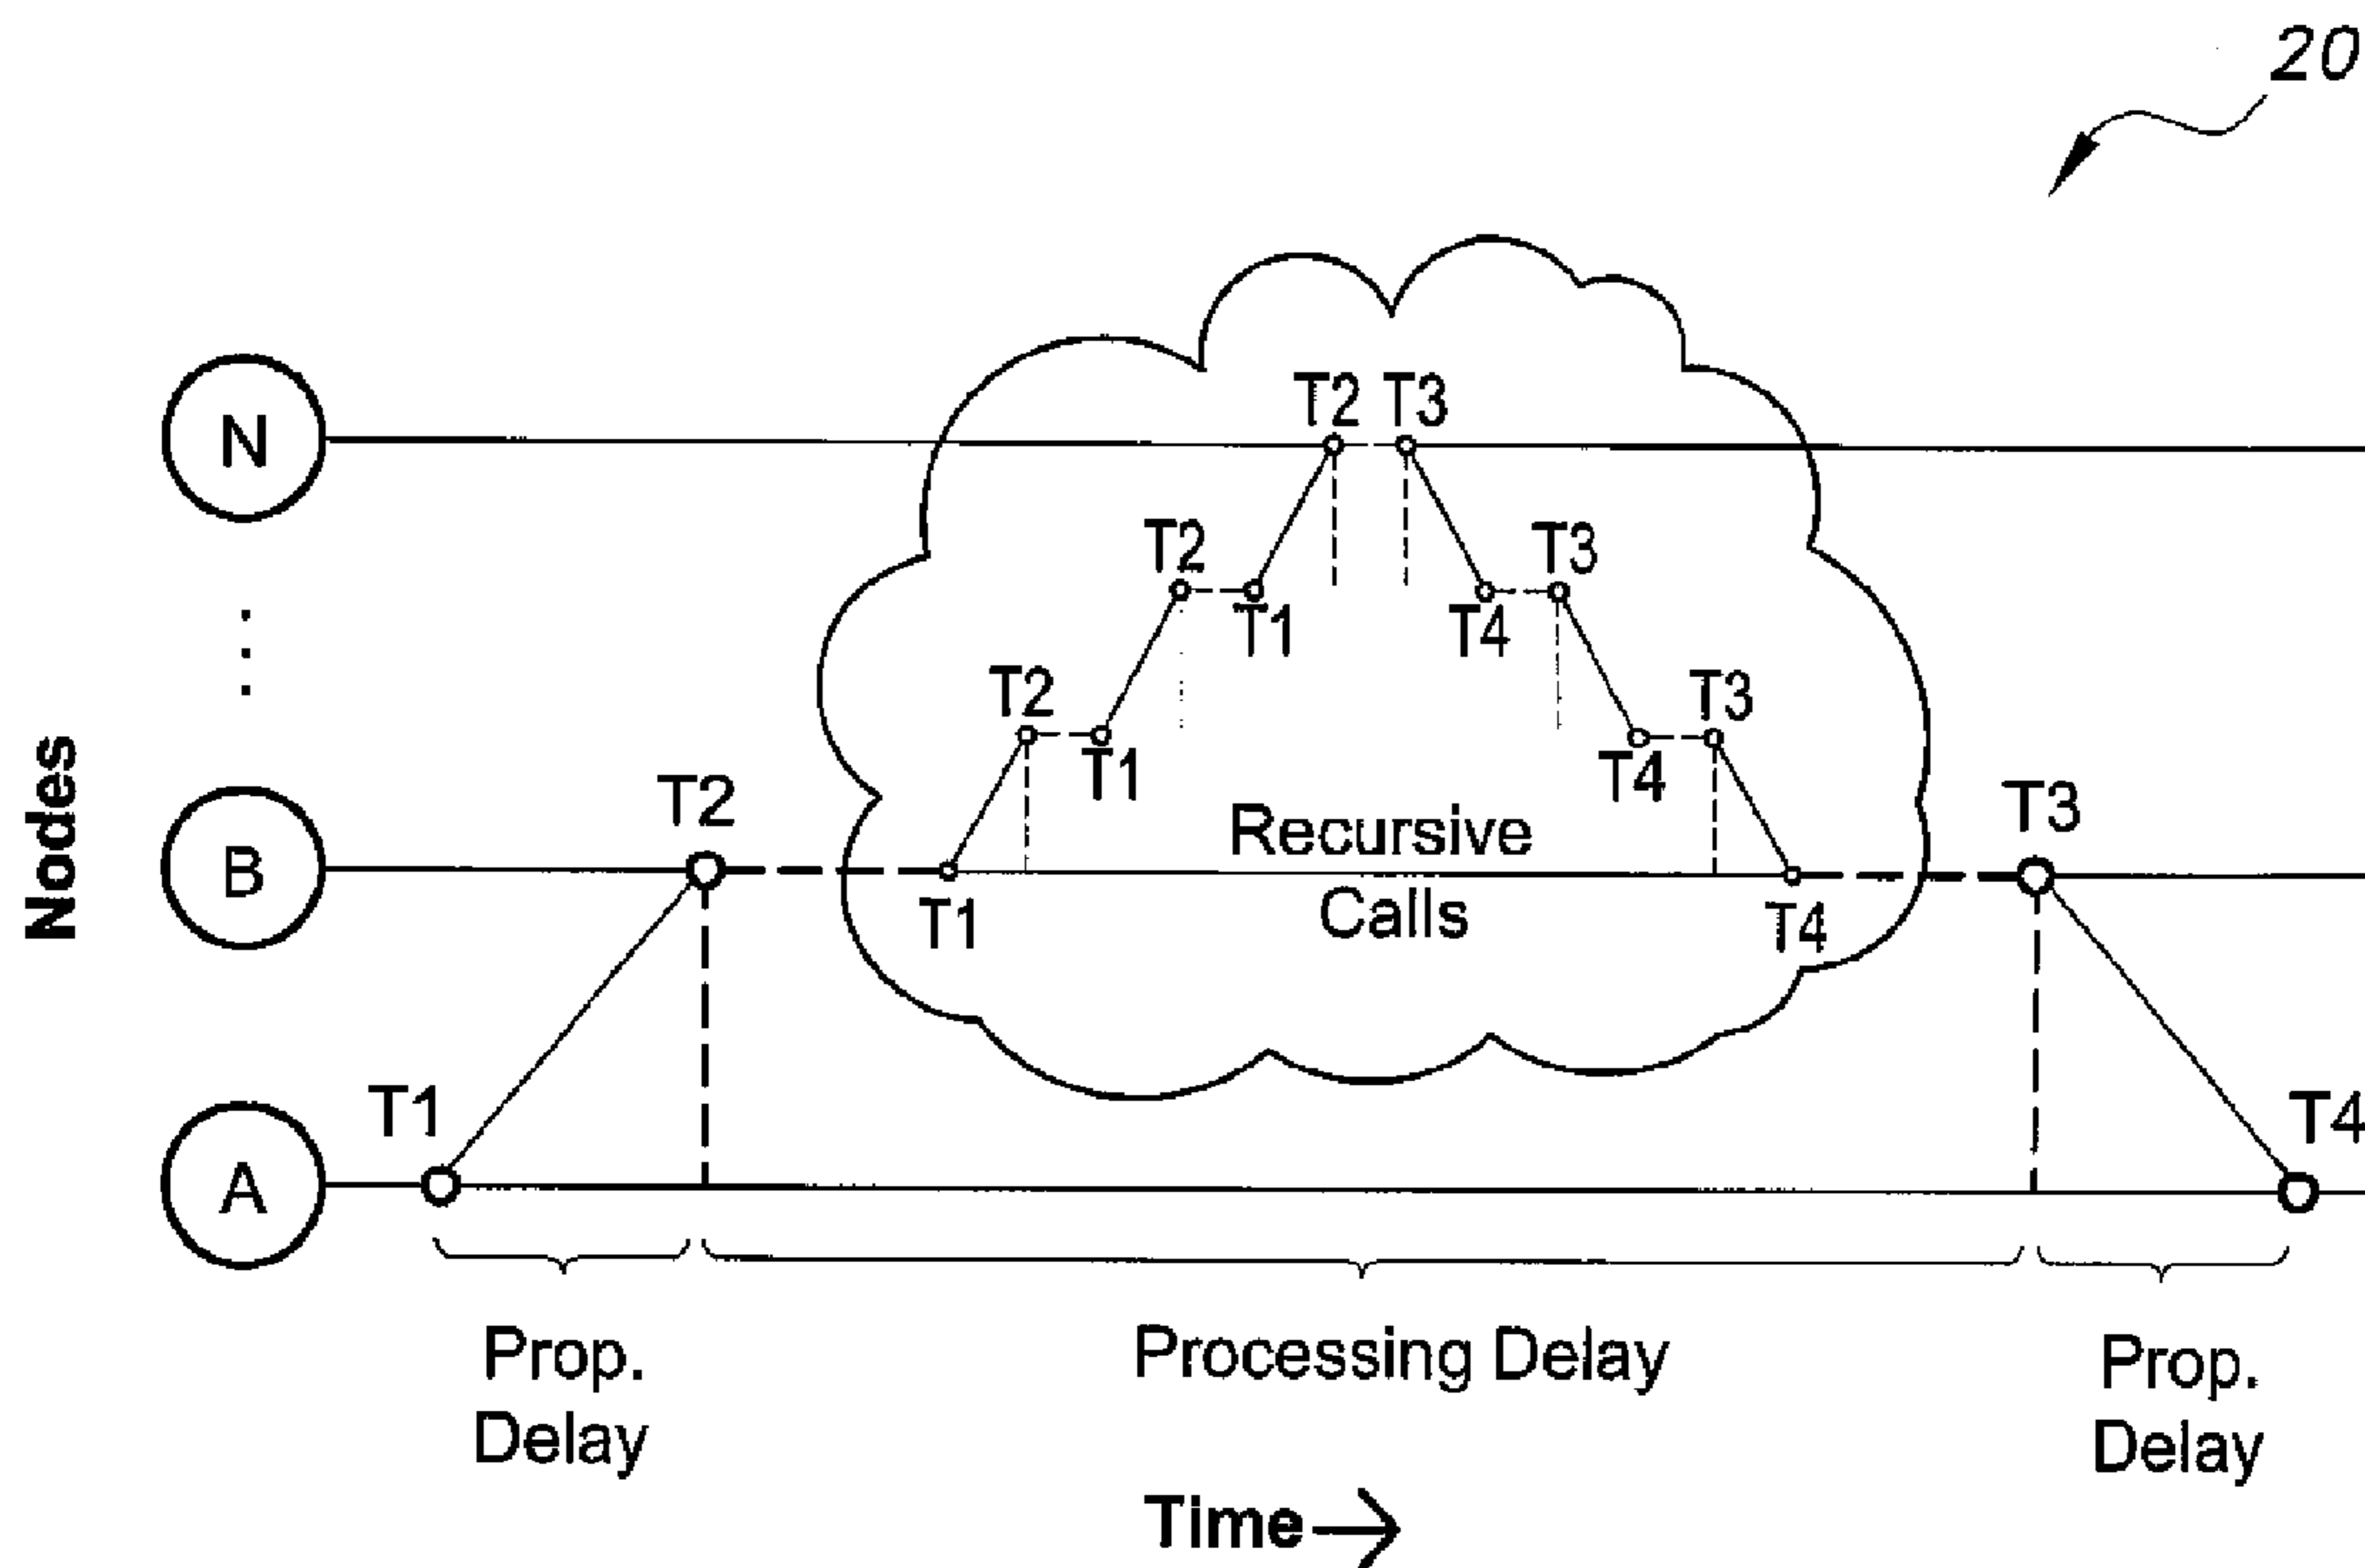 20
N
T2 T3
T2 T3
T1 T4
T2 T3
T1 T4
Nodes
B
T2
Recursive
Calls
T3
T1
T4
A
T1
T4
Prop.
Delay
Processing Delay
Prop.
Delay
Time